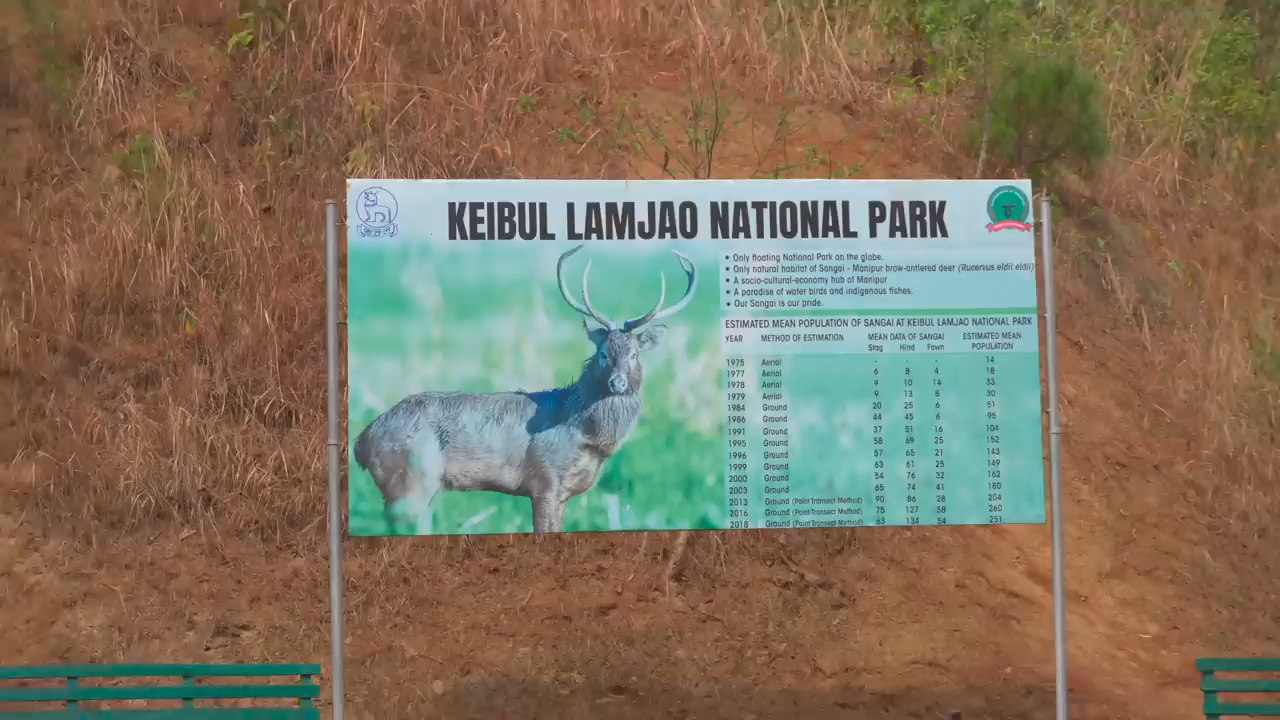 KEIBUL LAMJAO NATIONAL PARK
• Only floating National Park on the globe.
• Only natural habitat of Sangai - Manipur brow-antlered deer (Rucervus eldii eldii)
• A socio-cultural-economy hub of Manipur
• A paradise of water birds and indigenous fishes.
• Our Sangai is our pride.
ESTIMATED MEAN POPULATION OF SANGAI AT KEIBUL LAMJAO NATIONAL PARK
YEAR METHOD OF ESTIMATION MEAN DATA OF SANGAI ESTIMATED MEAN POPULATION
Stag Hind Fawn
1975 Aerial - - - 14
1977 Aerial 6 8 4 18
1978 Aerial 9 10 14 33
1979 Aerial 9 13 8 30
1984 Ground 20 25 6 51
1986 Ground 44 45 6 95
1991 Ground 37 51 16 104
1995 Ground 58 69 25 152
1996 Ground 57 65 21 143
1999 Ground 63 61 25 149
2000 Ground 54 76 32 162
2003 Ground 65 74 41 180
2013 Ground (Point Transect Method) 90 86 28 204
2016 Ground (Point Transect Method) 75 127 58 260
2018 Ground (Point Transect Method) 63 134 54 251